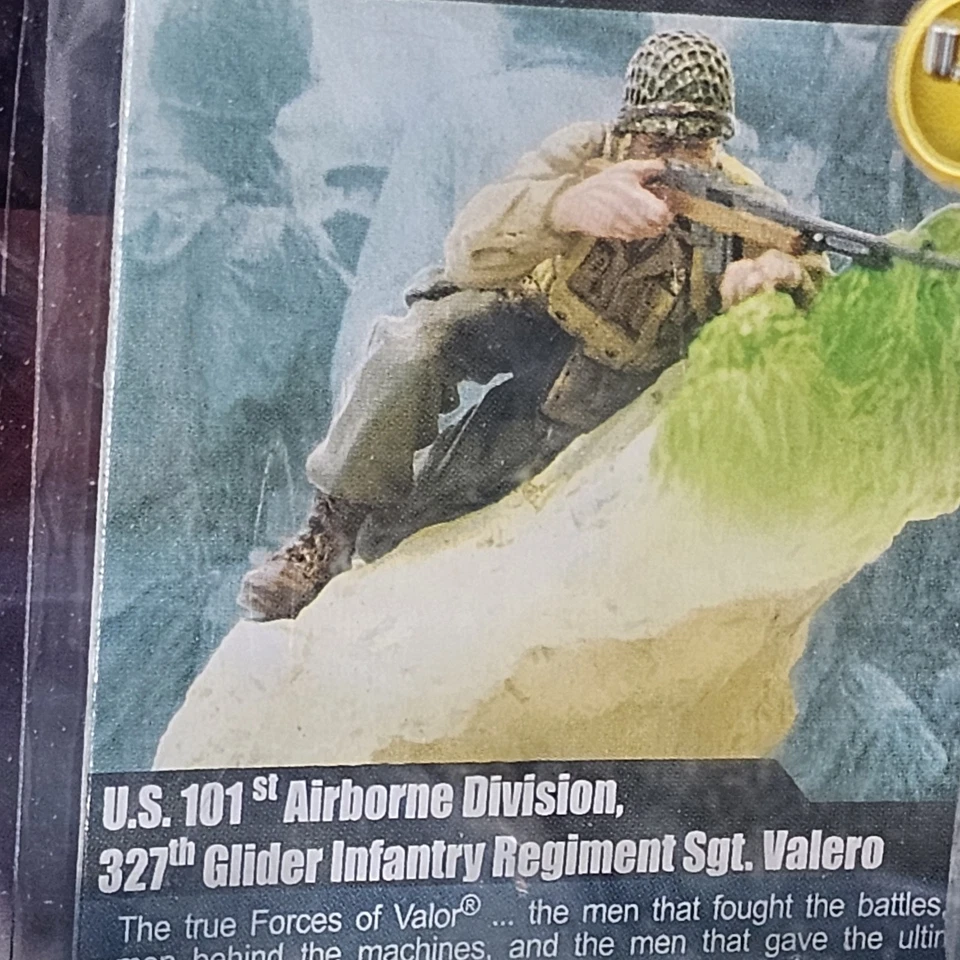 U.S. 101st Airborne Division,
327th Glider Infantry Regiment Sgt. Valero
The true Forces of Valor® ... the men that fought the battles,
behind the machines, and the men that gave the